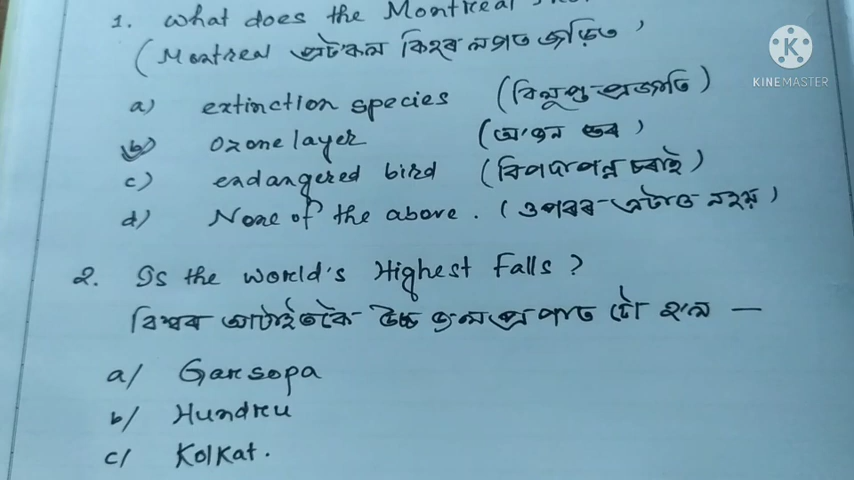 1. What does the Montreal
(Montreal প্ৰটকল কিহৰ লগত জড়িত)
a) extinction species (বিলুপ্ত প্ৰজাতি)
b) Ozone layer (অ'জন স্তৰ)
c) endangered bird (বিপদাপন্ন চৰাই)
d) None of the above. (ওপৰৰ এটাও নহয়)
2. Is the World's Highest Falls?
বিশ্বৰ আটাইতকৈ উচ্চ জলপ্ৰপাত টো হ'ল —
a/ Garsopa
b/ Hundru
c/ Kolkat.
K
KINEMASTER